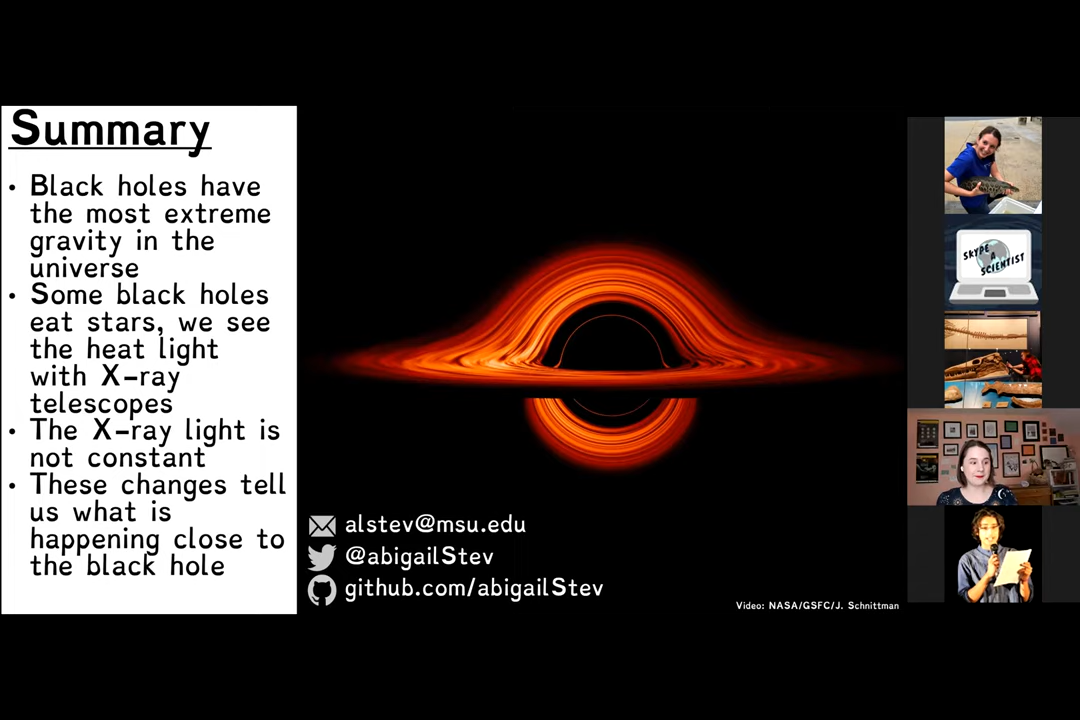 Summary
• Black holes have
the most extreme
gravity in the
universe
• Some black holes
eat stars, we see
the heat light
with X-ray
telescopes
• The X-ray light is
not constant
• These changes tell
us what is
happening close to
the black hole
alstev@msu.edu
@abigailStev
github.com/abigailStev
Video: NASA/GSFC/J. Schnittman
SKYPE
A
SCIENTIST